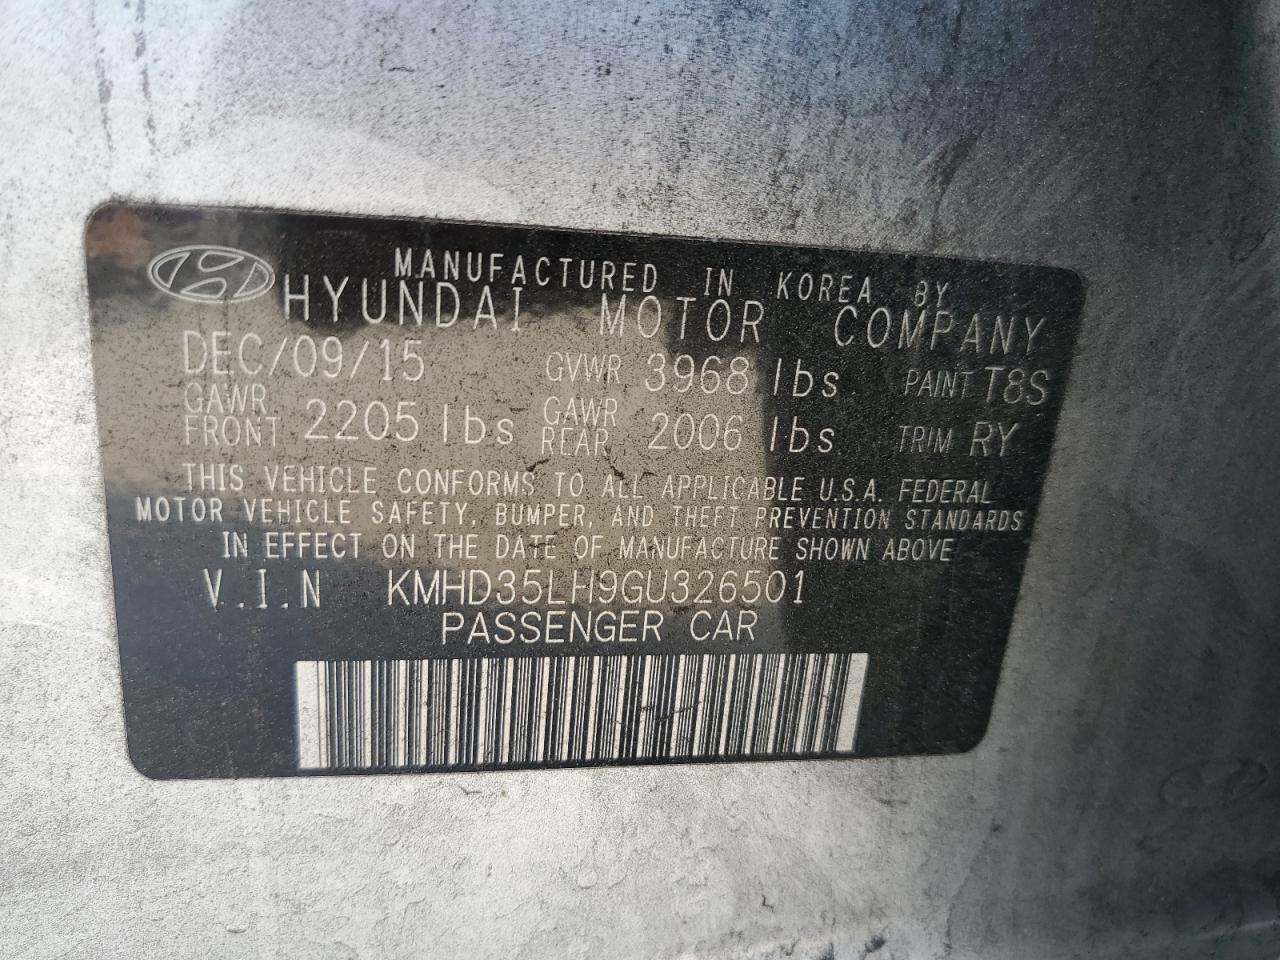 MANUFACTURED IN KOREA BY
HYUNDAI MOTOR COMPANY
DEC/09/15 GVWR 3968 lbs PAINT T8S
GAWR FRONT 2205 lbs GAWR REAR 2006 lbs TRIM RY
THIS VEHICLE CONFORMS TO ALL APPLICABLE U.S.A. FEDERAL
MOTOR VEHICLE SAFETY, BUMPER, AND THEFT PREVENTION STANDARDS
IN EFFECT ON THE DATE OF MANUFACTURE SHOWN ABOVE
V.I.N KMHD35LH9GU326501
PASSENGER CAR